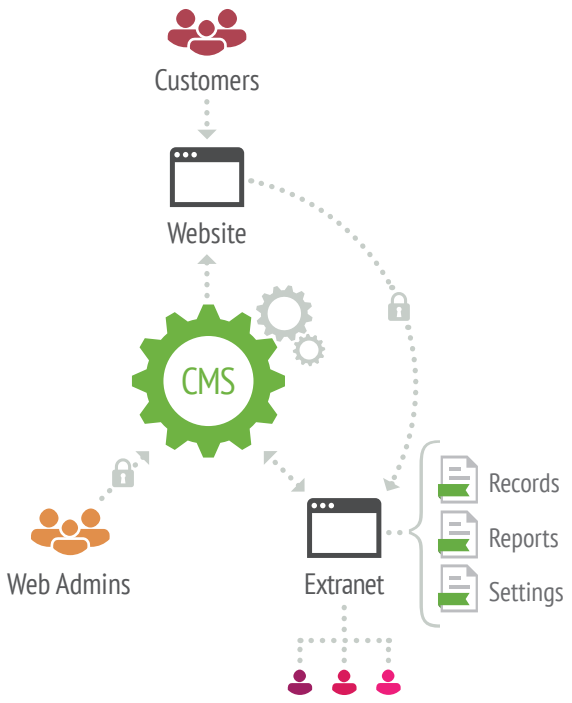 Customers
Website
CMS
Records
Reports
Web Admins
Extranet
Settings